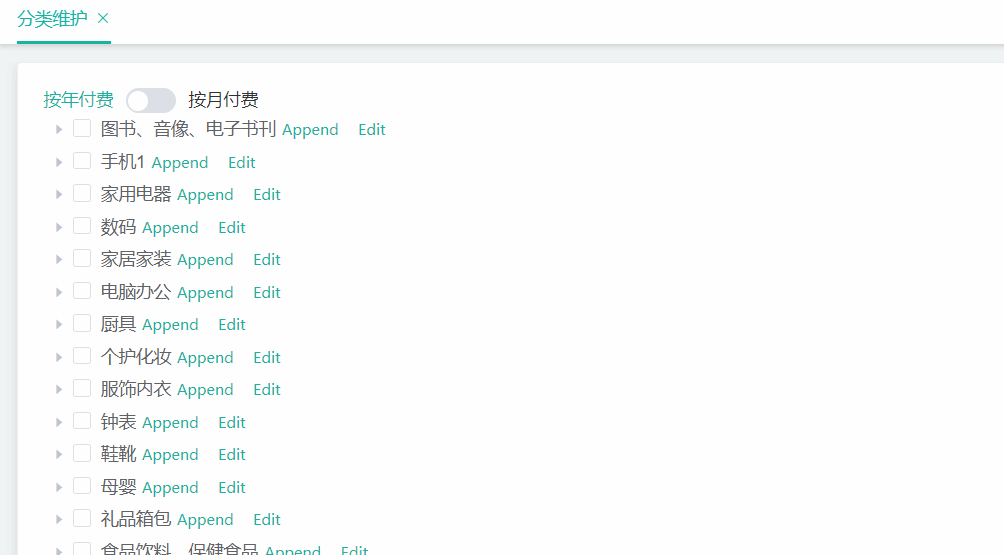 分类维护 ×
按年付费 按月付费
图书、音像、电子书刊 Append Edit
手机1 Append Edit
家用电器 Append Edit
数码 Append Edit
家居家装 Append Edit
电脑办公 Append Edit
厨具 Append Edit
个护化妆 Append Edit
服饰内衣 Append Edit
钟表 Append Edit
鞋靴 Append Edit
母婴 Append Edit
礼品箱包 Append Edit
食品饮料、保健食品 Append Edit